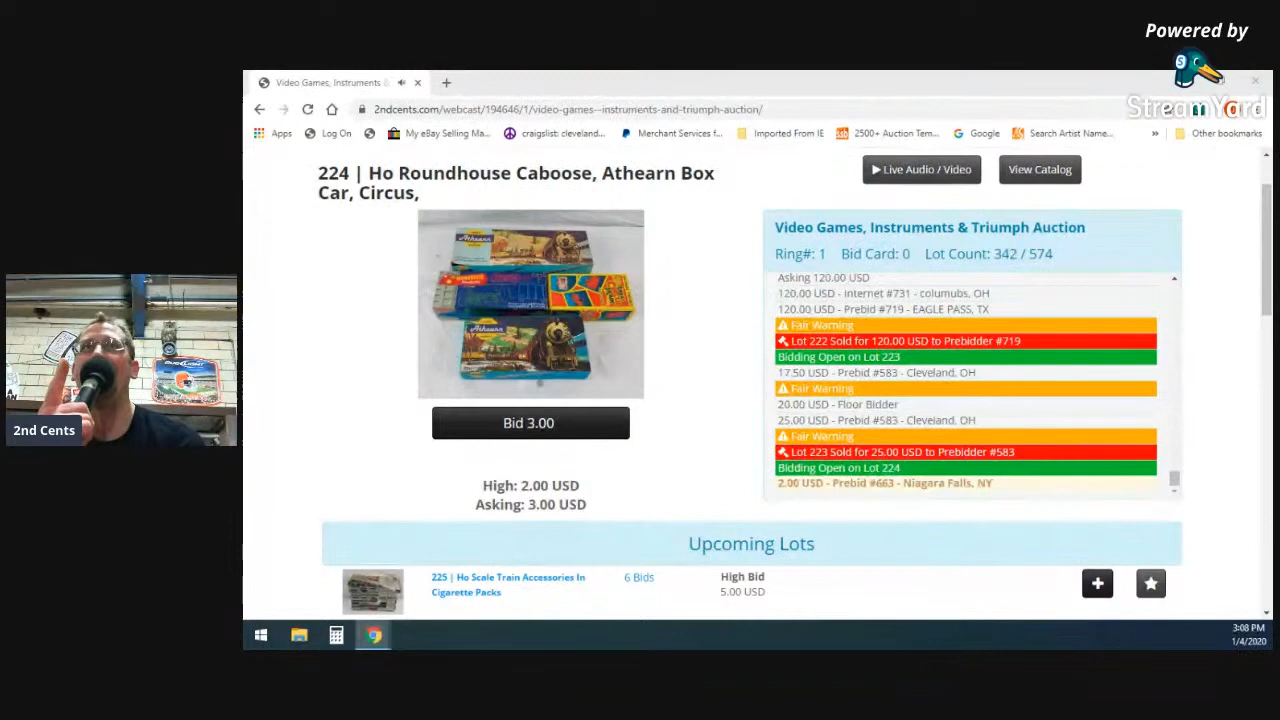 Powered by
StreamYard
Video Games, Instruments &
2ndcents.com/webcast/194646/1/video-games--instruments-and-triumph-auction/
Apps
Log On
My eBay Selling Ma...
craigslist: cleveland...
Merchant Services f...
Imported From IE
2500+ Auction Tem...
Google
Search Artist Name...
»
Other bookmarks
224 | Ho Roundhouse Caboose, Athearn Box
Car, Circus,
Live Audio / Video
View Catalog
Athearn
Athearn
Bid 3.00
High: 2.00 USD
Asking: 3.00 USD
Video Games, Instruments & Triumph Auction
Ring#: 1 Bid Card: 0 Lot Count: 342 / 574
Asking 120.00 USD
120.00 USD - Internet #731 - columubs, OH
120.00 USD - Prebid #719 - EAGLE PASS, TX
Fair Warning
Lot 222 Sold for 120.00 USD to Prebidder #719
Bidding Open on Lot 223
17.50 USD - Prebid #583 - Cleveland, OH
Fair Warning
20.00 USD - Floor Bidder
25.00 USD - Prebid #583 - Cleveland, OH
Fair Warning
Lot 223 Sold for 25.00 USD to Prebidder #583
Bidding Open on Lot 224
2.00 USD - Prebid #663 - Niagara Falls, NY
2nd Cents
Upcoming Lots
225 | Ho Scale Train Accessories In
Cigarette Packs
6 Bids
High Bid
5.00 USD
3:08 PM
1/4/2020